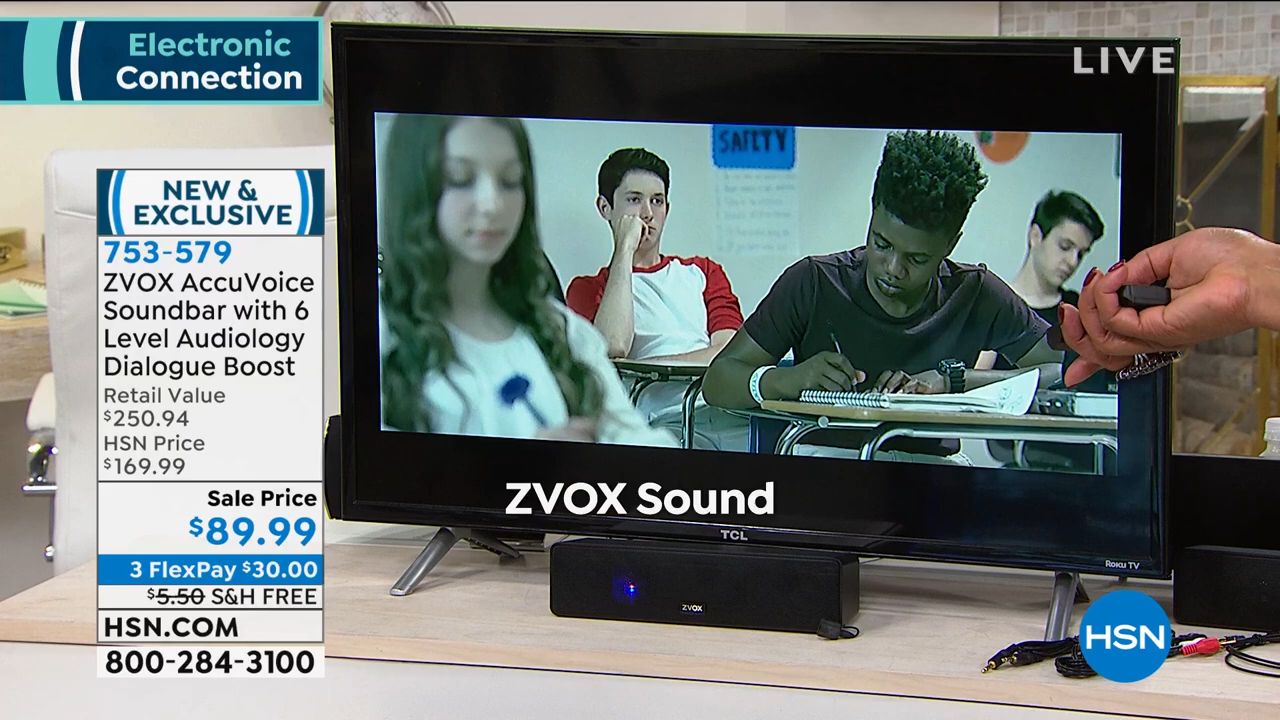 Electronic
Connection
LIVE
NEW &
EXCLUSIVE
753-579
ZVOX AccuVoice
Soundbar with 6
Level Audiology
Dialogue Boost
Retail Value
$250.94
HSN Price
$169.99
Sale Price
$89.99
3 FlexPay $30.00
$5.50 S&H FREE
HSN.COM
800-284-3100
SAFETY
ZVOX Sound
TCL
Roku TV
ZVOX
HSN